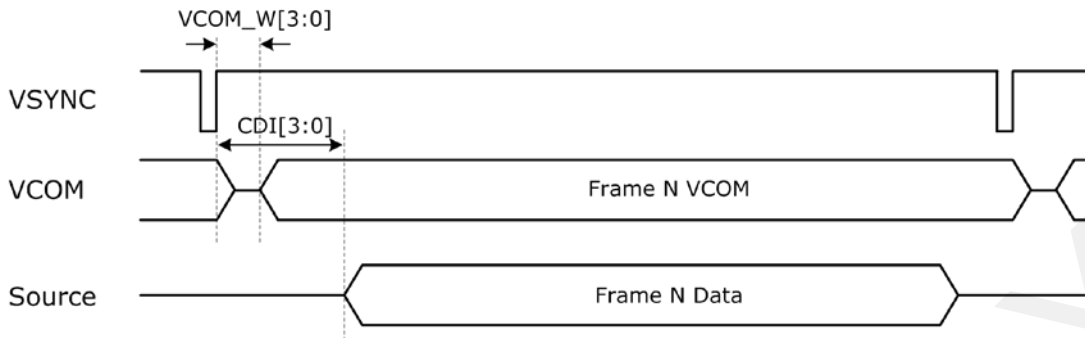 VCOM_W[3:0]
VSYNC
CDI[3:0]
VCOM
Frame N VCOM
Source
Frame N Data